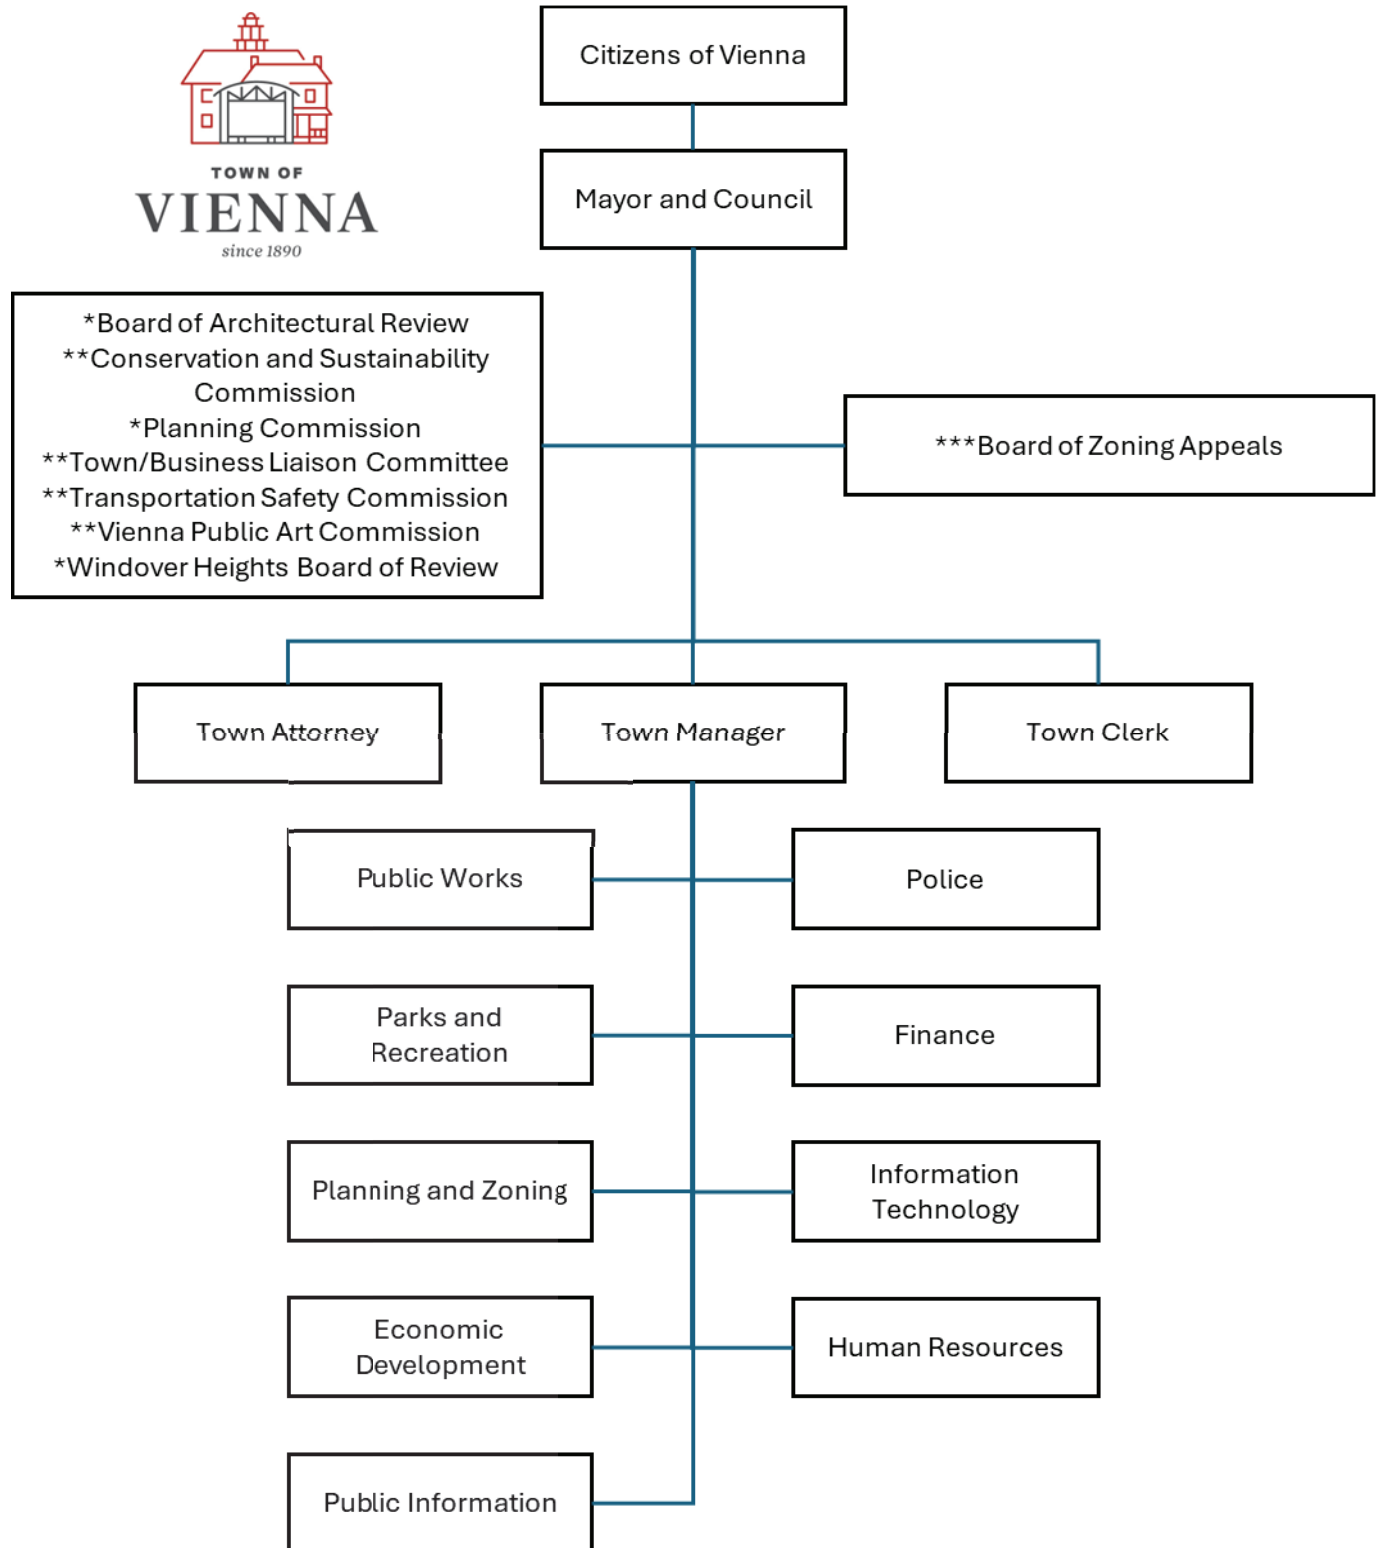 Citizens of Vienna
TOWN OF
VIENNA
since 1890
Mayor and Council
*Board of Architectural Review
**Conservation and Sustainability
Commission
*Planning Commission
**Town/Business Liaison Committee
**Transportation Safety Commission
**Vienna Public Art Commission
*Windover Heights Board of Review
***Board of Zoning Appeals
Town Attorney
Town Manager
Town Clerk
Public Works
Police
Parks and
Recreation
Finance
Planning and Zoning
Information
Technology
Economic
Development
Human Resources
Public Information